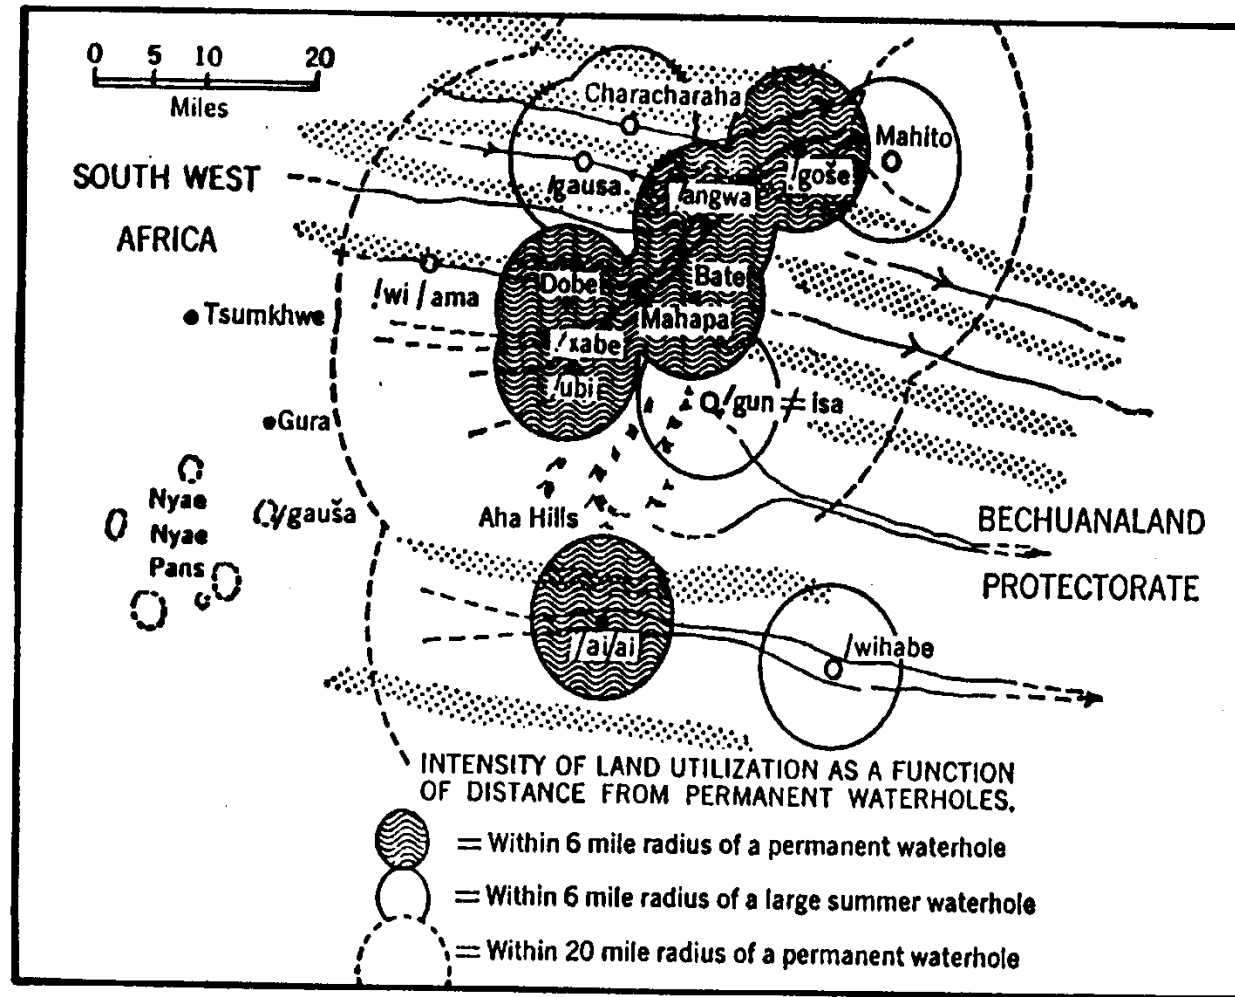 0 5 10 20
Miles
SOUTH WEST
AFRICA
Characharaha
Mahito
/gausa
!angwa
!goše
Dobe
Bate
!wi/ama
Mahapa
Tsumkhwe
/xabe
!ubi
Q/gun≠isa
Gura
Nyae
Nyae
Pans
/gauša
Aha Hills
BECHUANALAND
PROTECTORATE
/ai/ai
/wihabe
INTENSITY OF LAND UTILIZATION AS A FUNCTION
OF DISTANCE FROM PERMANENT WATERHOLES.
= Within 6 mile radius of a permanent waterhole
= Within 6 mile radius of a large summer waterhole
= Within 20 mile radius of a permanent waterhole